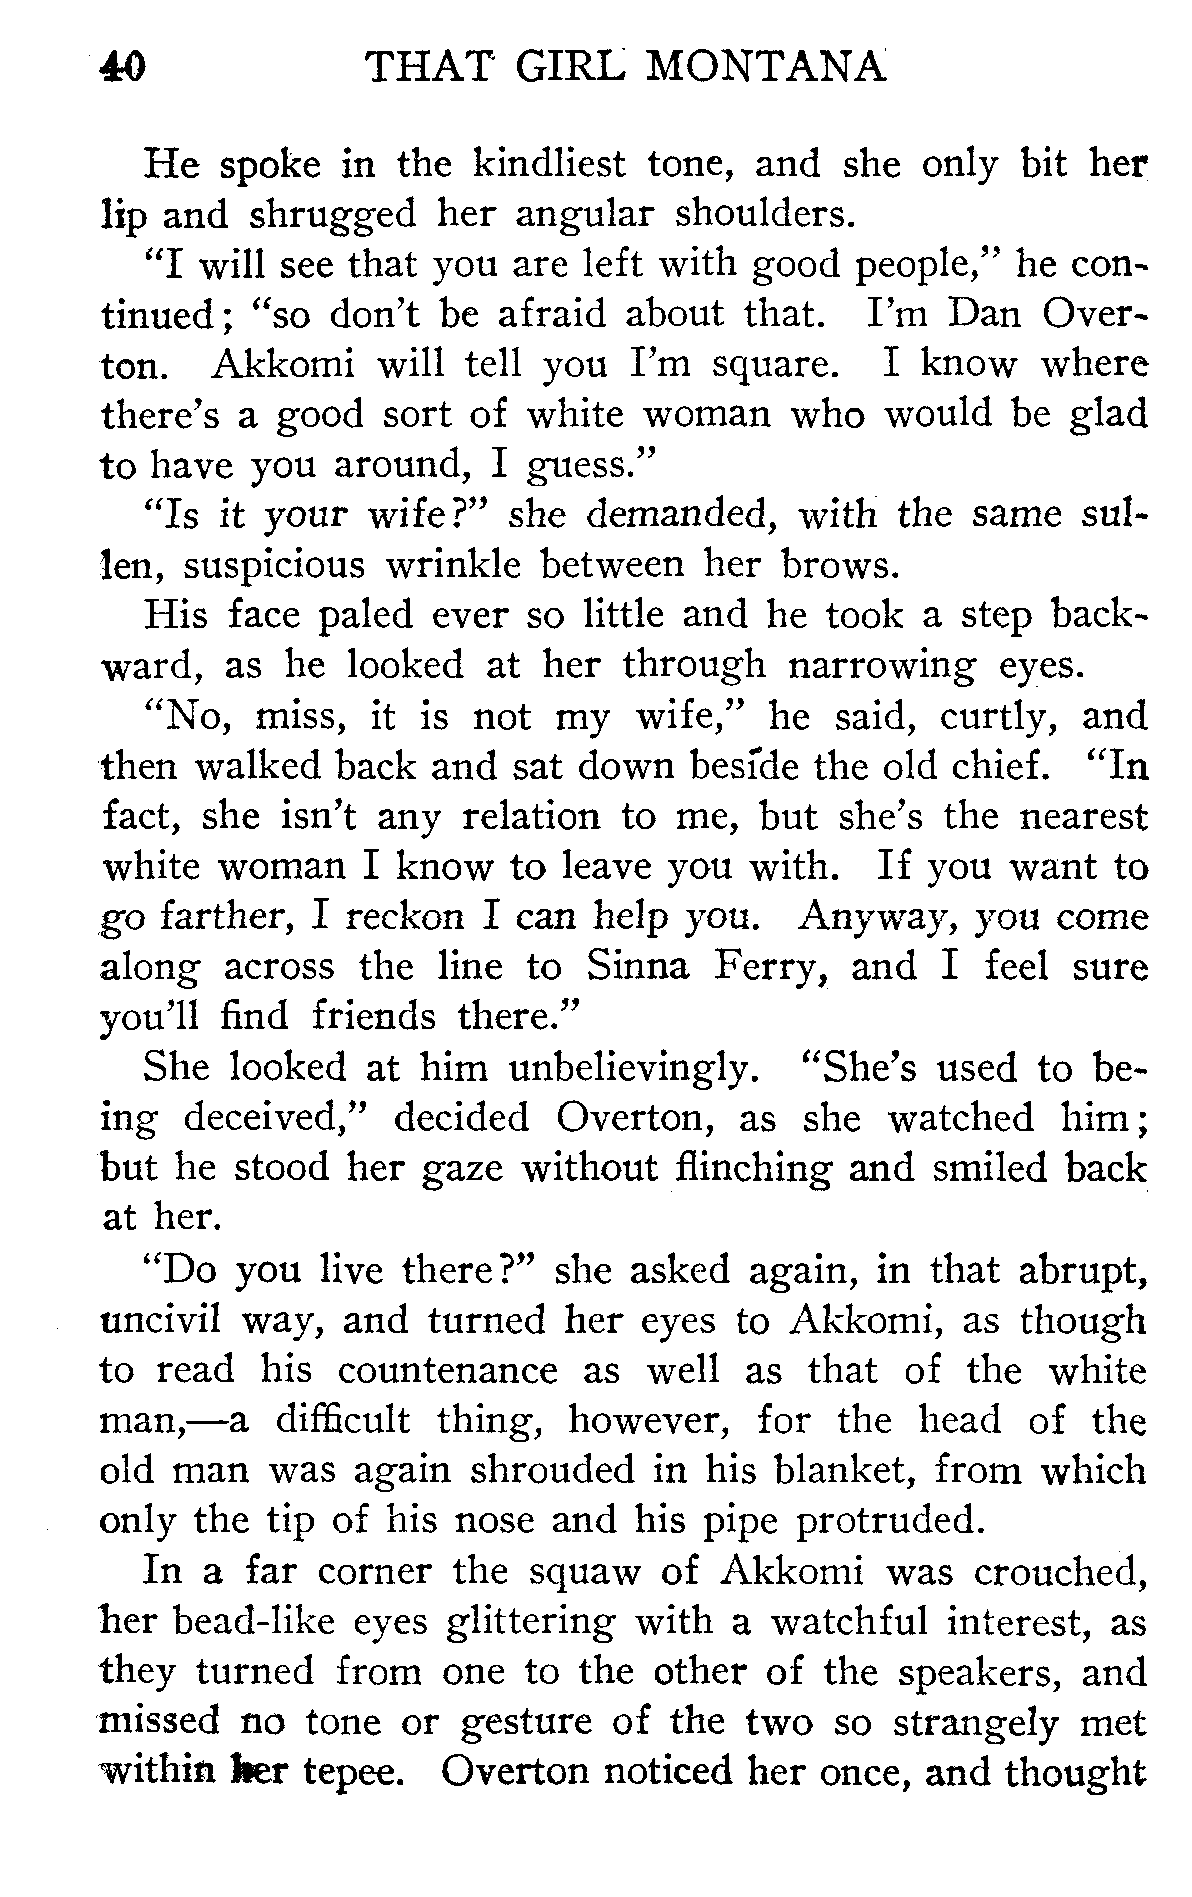 40 THAT GIRL MONTANA
He spoke in the kindliest tone, and she only bit her
lip and shrugged her angular shoulders.
“I will see that you are left with good people,” he con-
tinued; “so don’t be afraid about that. I’m Dan Over-
ton. Akkomi will tell you I’m square. I know where
there’s a good sort of white woman who would be glad
to have you around, I guess.”
“Is it your wife?” she demanded, with the same sul-
len, suspicious wrinkle between her brows.
His face paled ever so little and he took a step back-
ward, as he looked at her through narrowing eyes.
“No, miss, it is not my wife,” he said, curtly, and
then walked back and sat down beside the old chief. “In
fact, she isn’t any relation to me, but she’s the nearest
white woman I know to leave you with. If you want to
go farther, I reckon I can help you. Anyway, you come
along across the line to Sinna Ferry, and I feel sure
you’ll find friends there.”
She looked at him unbelievingly. “She’s used to be-
ing deceived,” decided Overton, as she watched him;
but he stood her gaze without flinching and smiled back
at her.
“Do you live there?” she asked again, in that abrupt,
uncivil way, and turned her eyes to Akkomi, as though
to read his countenance as well as that of the white
man,—a difficult thing, however, for the head of the
old man was again shrouded in his blanket, from which
only the tip of his nose and his pipe protruded.
In a far corner the squaw of Akkomi was crouched,
her bead-like eyes glittering with a watchful interest, as
they turned from one to the other of the speakers, and
missed no tone or gesture of the two so strangely met
within her tepee. Overton noticed her once, and thought